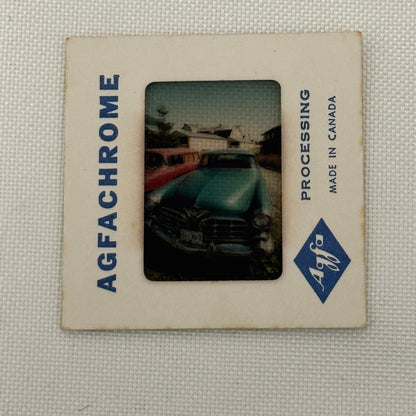 AGFACHROME
PROCESSING
MADE IN CANADA
Agfa